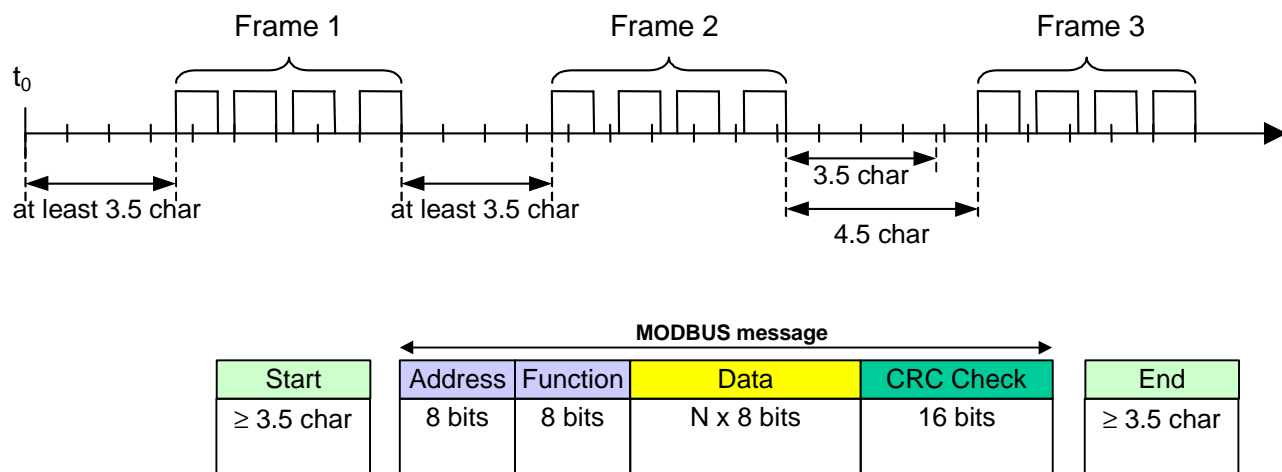 Frame 1 Frame 2 Frame 3
t0
3.5 char
at least 3.5 char at least 3.5 char
4.5 char
MODBUS message
Start Address Function Data CRC Check End
≥ 3.5 char 8 bits 8 bits N x 8 bits 16 bits ≥ 3.5 char